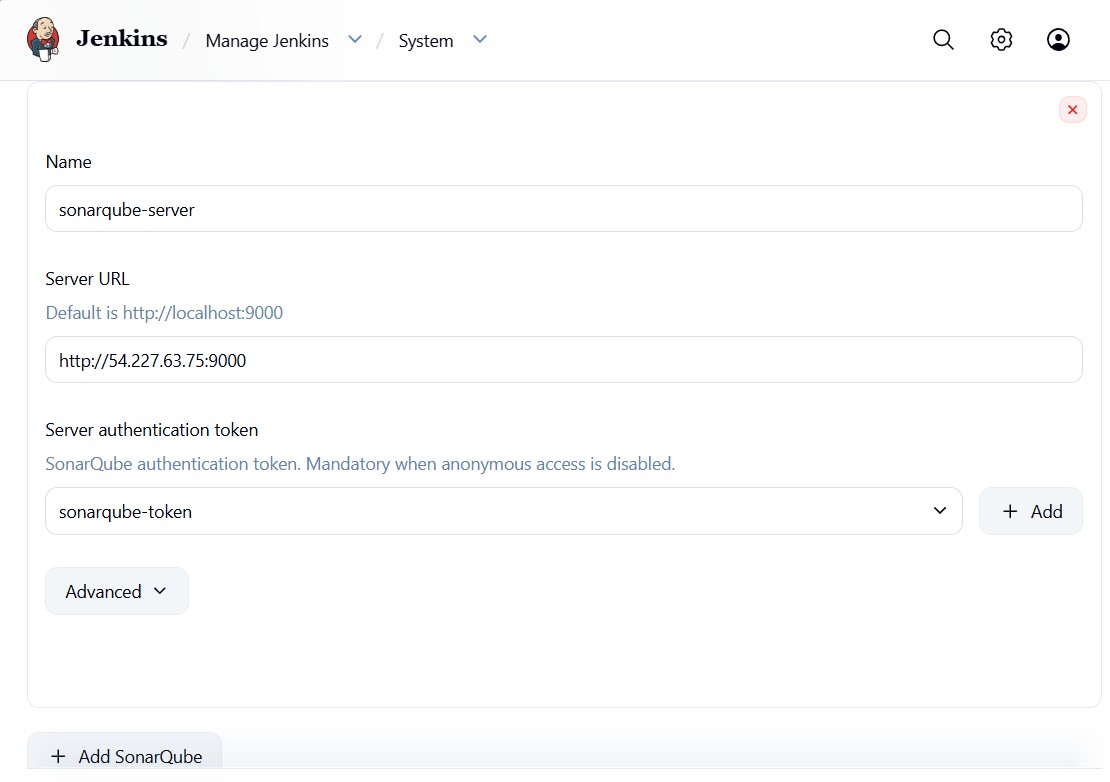 Jenkins / Manage Jenkins / System
Name
sonarqube-server
Server URL
Default is http://localhost:9000
http://54.227.63.75:9000
Server authentication token
SonarQube authentication token. Mandatory when anonymous access is disabled.
sonarqube-token
+ Add
Advanced
+ Add SonarQube